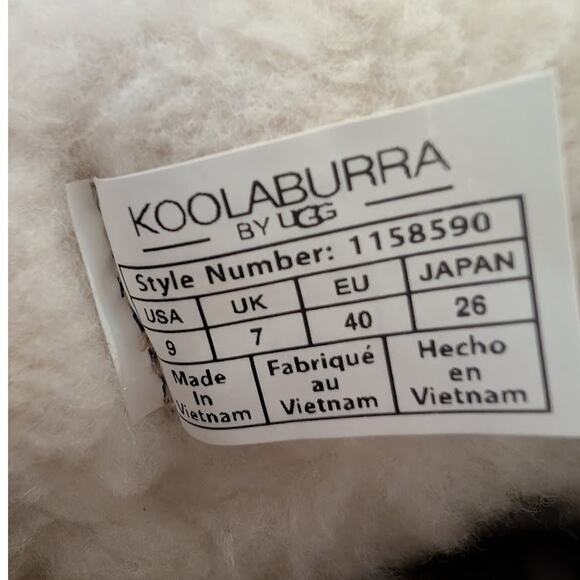 KOOLABURRA
BY UGG
Style Number: 1158590
USA UK EU JAPAN
9 7 40 26
Made In Vietnam
Fabriqué au Vietnam
Hecho en Vietnam